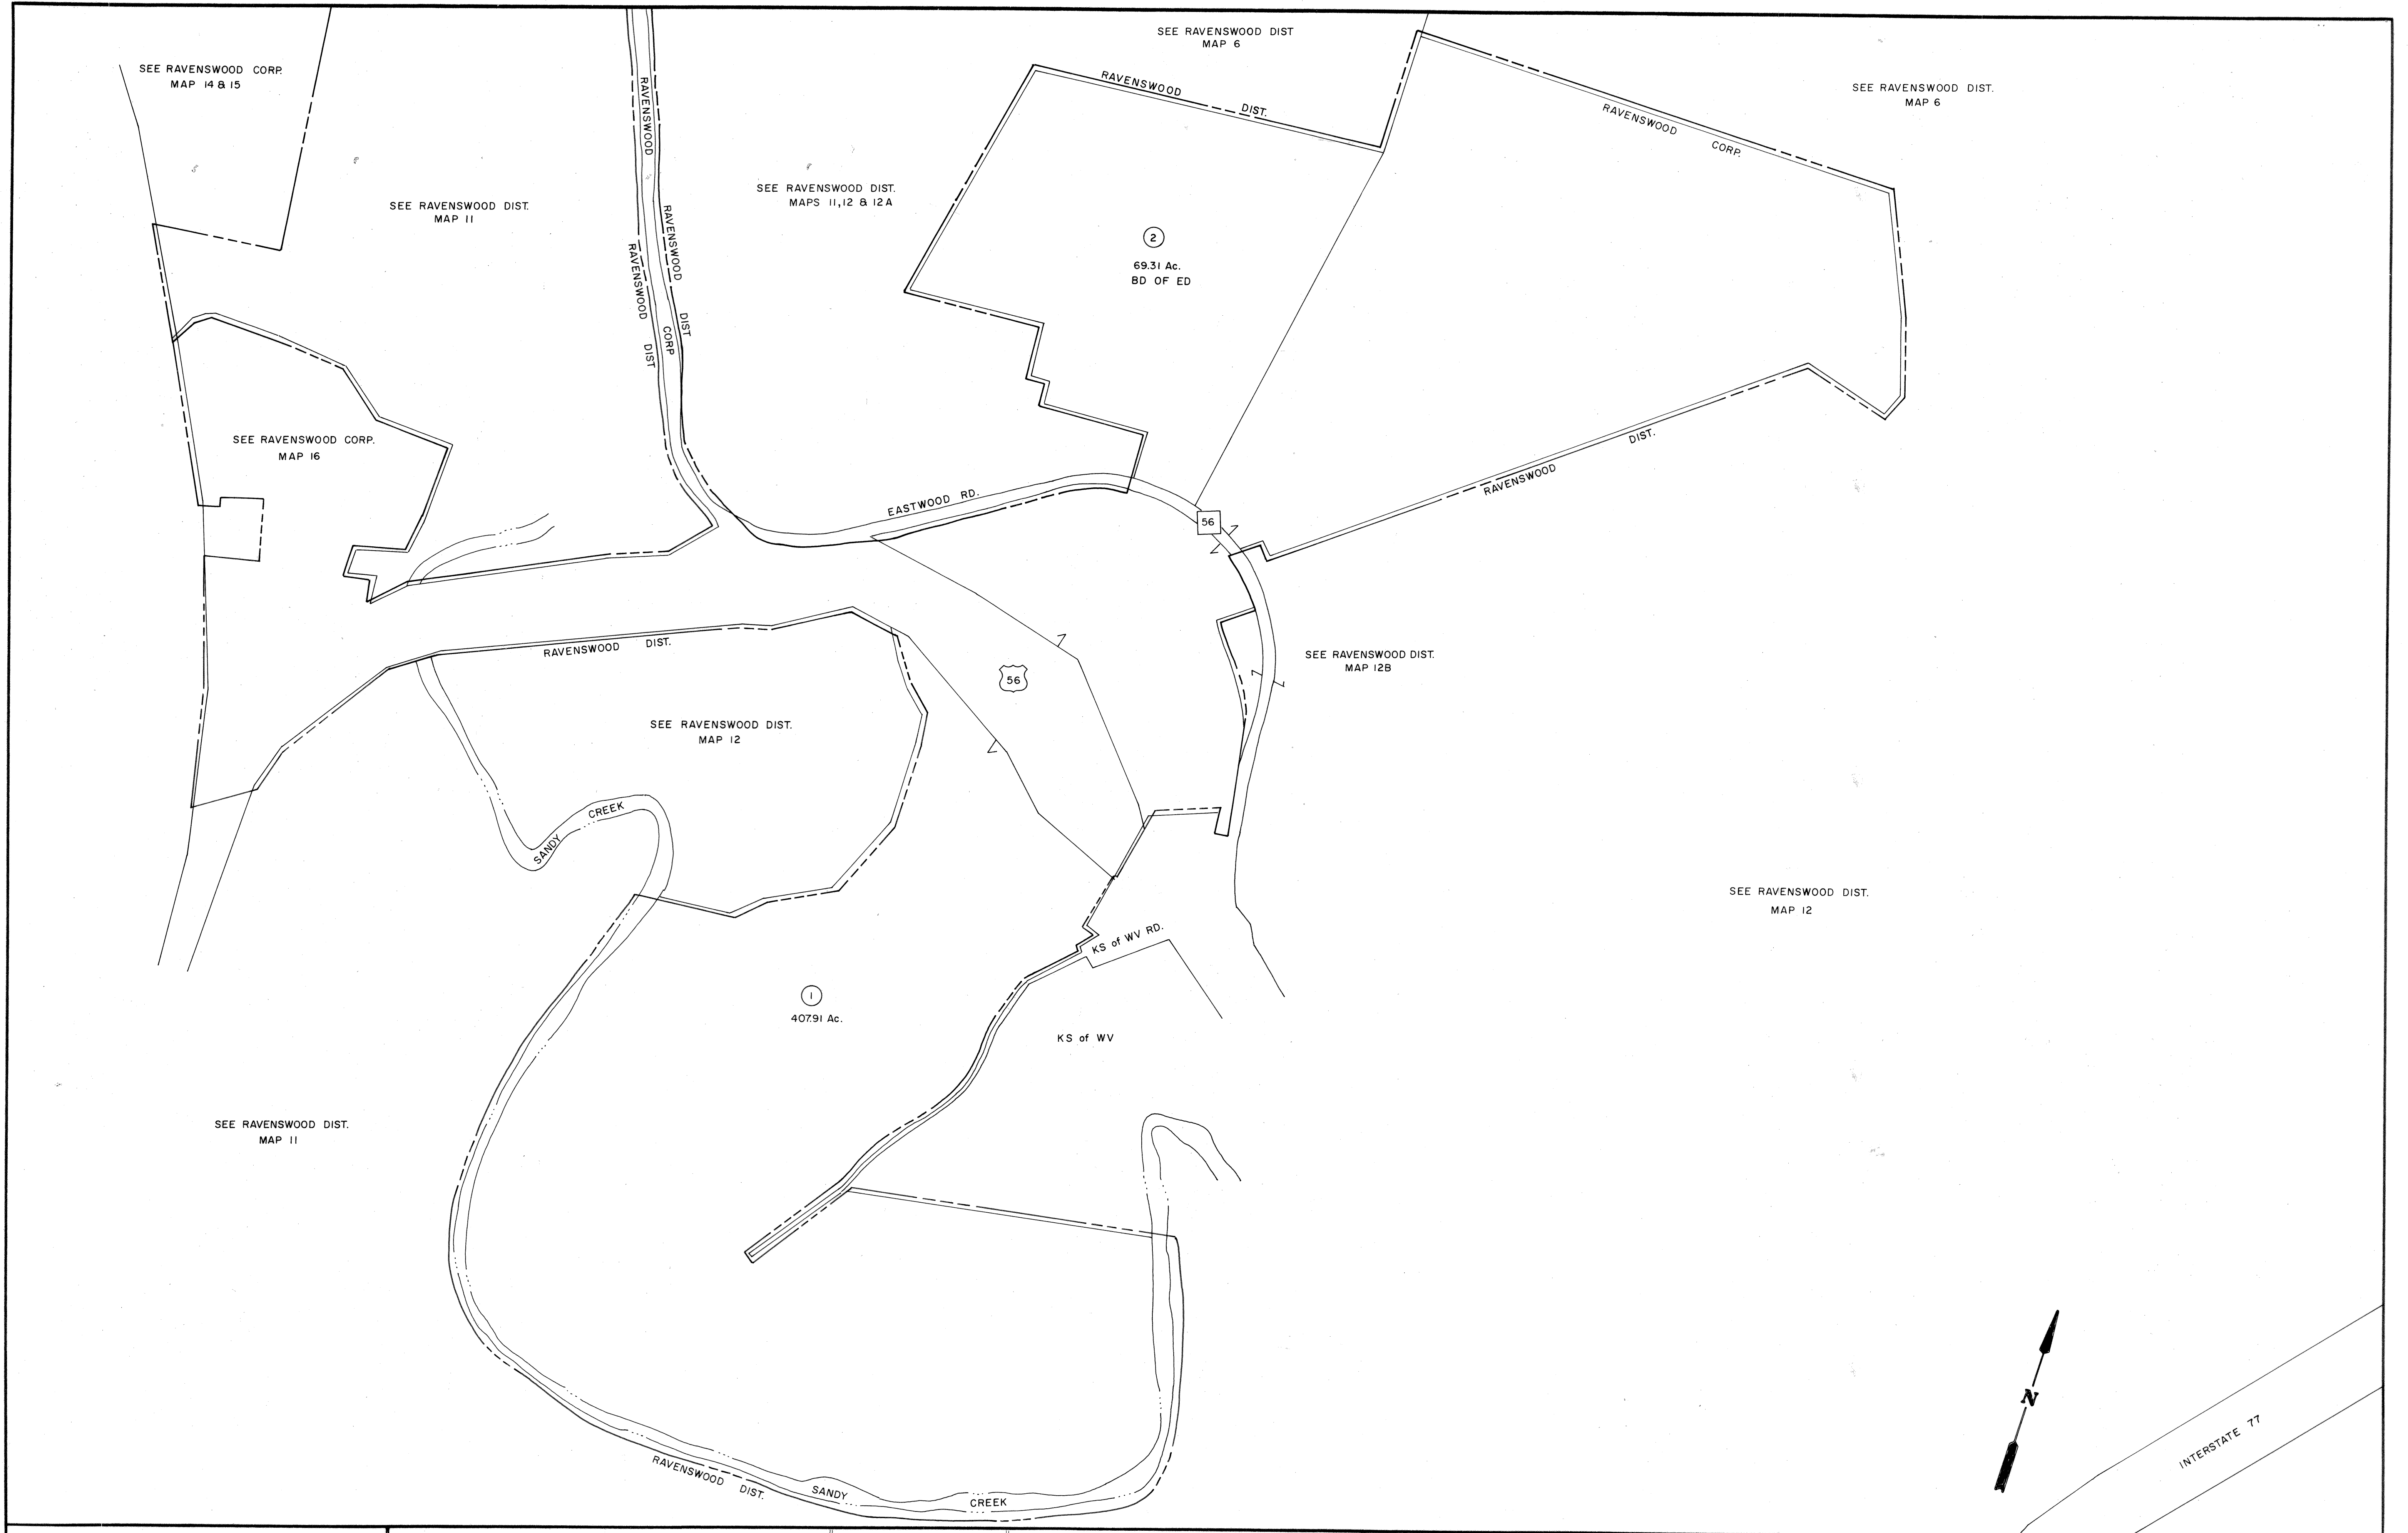 SEE RAVENSWOOD DIST
MAP 6
SEE RAVENSWOOD CORP.
MAP 14 & 15
RAVENSWOOD
DIST.
SEE RAVENSWOOD DIST.
MAP 6
RAVENSWOOD
CORP.
RAVENSWOOD
CORP
RAVENSWOOD
DIST
RAVENSWOOD
DIST
SEE RAVENSWOOD DIST.
MAP 11
SEE RAVENSWOOD DIST.
MAPS 11,12 & 12A
2
69.31 Ac.
BD OF ED
SEE RAVENSWOOD CORP.
MAP 16
RAVENSWOOD
DIST.
EASTWOOD RD.
56
RAVENSWOOD
DIST.
SEE RAVENSWOOD DIST.
MAP 12B
56
SEE RAVENSWOOD DIST.
MAP 12
SANDY
CREEK
SEE RAVENSWOOD DIST.
MAP 12
KS of WV RD.
1
407.91 Ac.
KS of WV
SEE RAVENSWOOD DIST.
MAP 11
N
INTERSTATE 77
RAVENSWOOD
DIST.
SANDY
CREEK